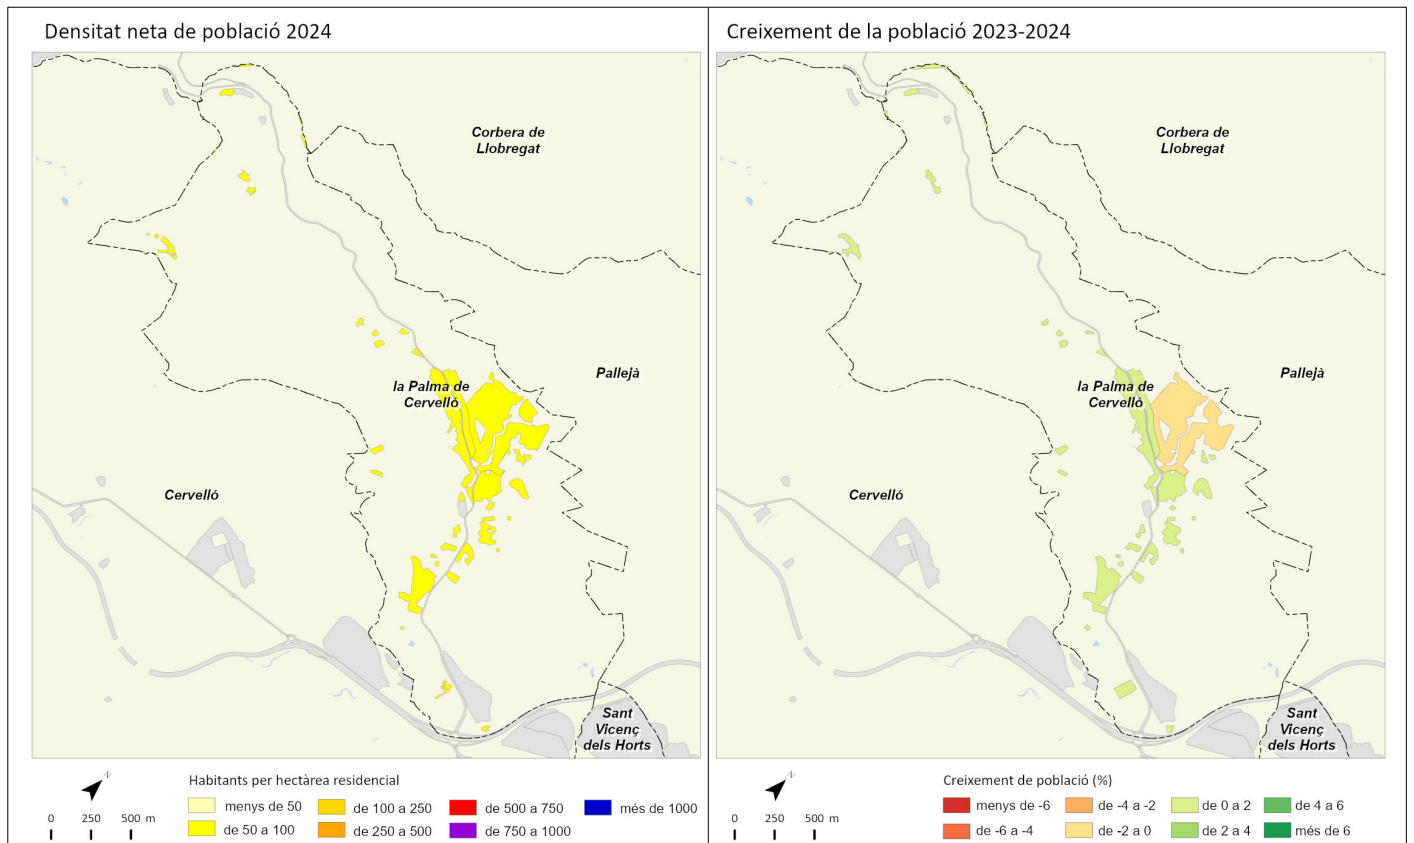 Densitat neta de població 2024
Corbera de
Llobregat
la Palma de
Cervelló
Pallejà
Cervelló
Sant
Vicenç
dels Horts
N
0 250 500 m
Habitants per hectàrea residencial
menys de 50
de 100 a 250
de 500 a 750
més de 1000
de 50 a 100
de 250 a 500
de 750 a 1000
Creixement de la població 2023-2024
Corbera de
Llobregat
la Palma de
Cervelló
Pallejà
Cervelló
Sant
Vicenç
dels Horts
N
0 250 500 m
Creixement de població (%)
menys de -6
de -4 a -2
de 0 a 2
de 4 a 6
de -6 a -4
de -2 a 0
de 2 a 4
més de 6